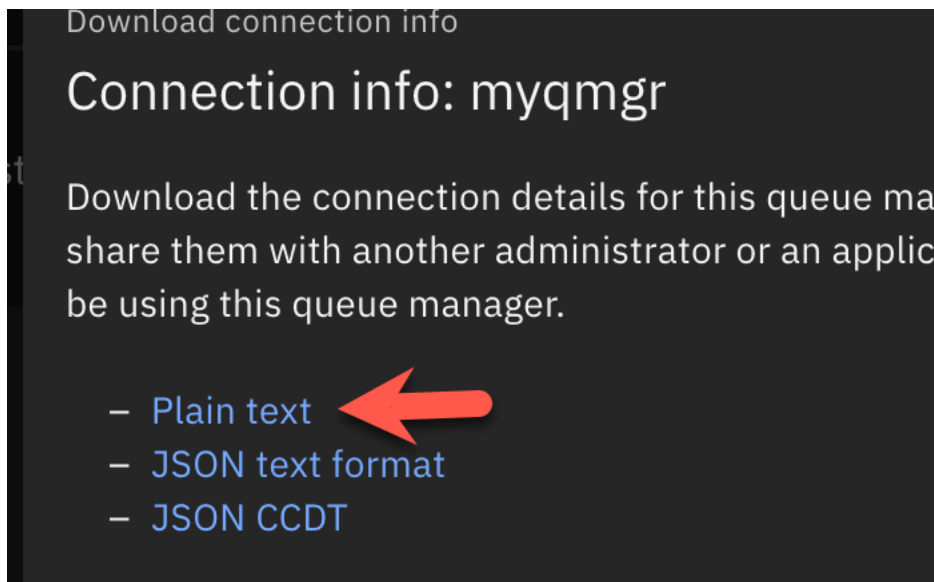 Download connection info
Connection info: myqmgr
Download the connection details for this queue ma
share them with another administrator or an applic
be using this queue manager.
– Plain text
– JSON text format
– JSON CCDT